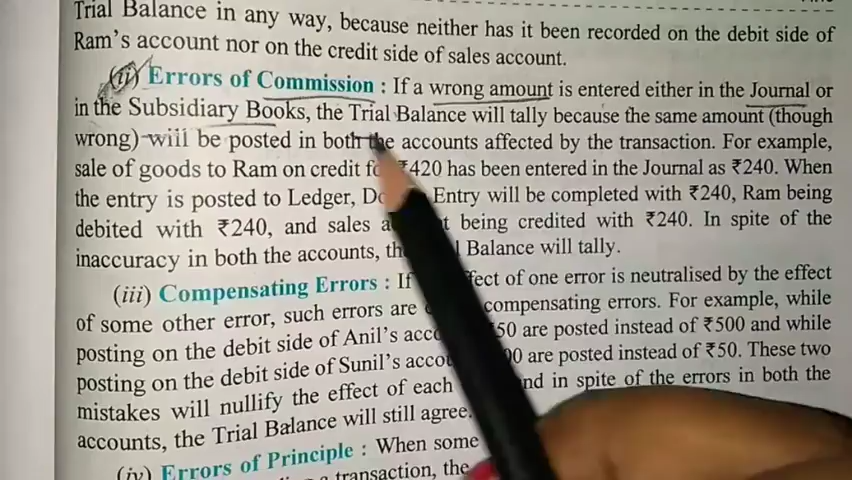 Trial Balance in any way, because neither has it been recorded on the debit side of
Ram's account nor on the credit side of sales account.
(ii) Errors of Commission : If a wrong amount is entered either in the Journal or
in the Subsidiary Books, the Trial Balance will tally because the same amount (though
wrong) will be posted in both the accounts affected by the transaction. For example,
sale of goods to Ram on credit ₹420 has been entered in the Journal as ₹240. When
the entry is posted to Ledger, Entry will be completed with ₹240, Ram being
debited with ₹240, and sales being credited with ₹240. In spite of the
inaccuracy in both the accounts, Balance will tally.
(iii) Compensating Errors : If effect of one error is neutralised by the effect
of some other error, such errors are compensating errors. For example, while
posting on the debit side of Anil's are posted instead of ₹500 and while
posting on the debit side of Sunil's are posted instead of ₹50. These two
mistakes will nullify the effect of each and in spite of the errors in both the
accounts, the Trial Balance will still agree.
(iv) Errors of Principle : When some
transaction, the